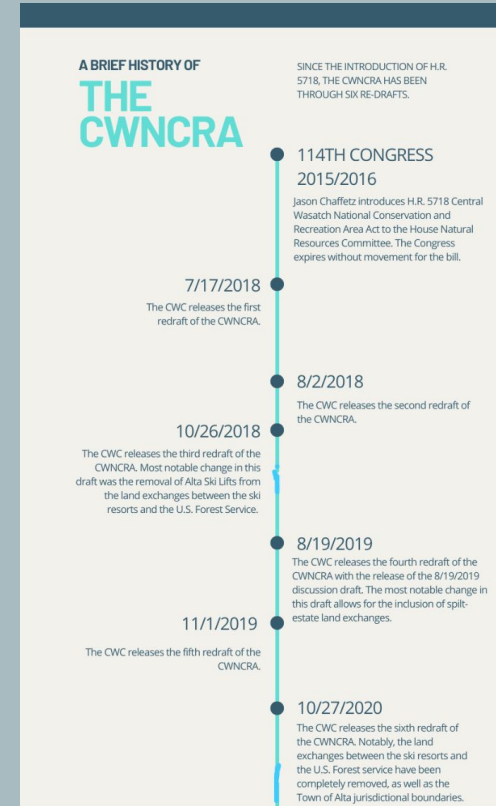 A BRIEF HISTORY OF
THE
CWNCRA
SINCE THE INTRODUCTION OF H.R.
5718, THE CWNCRA HAS BEEN
THROUGH SIX RE-DRAFTS.
114TH CONGRESS
2015/2016
Jason Chaffetz introduces H.R. 5718 Central
Wasatch National Conservation and
Recreation Area Act to the House Natural
Resources Committee. The Congress
expires without movement for the bill.
7/17/2018
The CWC releases the first
redraft of the CWNCRA.
8/2/2018
The CWC releases the second redraft of
the CWNCRA.
10/26/2018
The CWC releases the third redraft of the
CWNCRA. Most notable change in this
draft was the removal of Alta Ski Lifts from
the land exchanges between the ski
resorts and the U.S. Forest Service.
8/19/2019
The CWC releases the fourth redraft of the
CWNCRA with the release of the 8/19/2019
discussion draft. The most notable change in
this draft allows for the inclusion of spilt-
estate land exchanges.
11/1/2019
The CWC releases the fifth redraft of the
CWNCRA.
10/27/2020
The CWC releases the sixth redraft of
the CWNCRA. Notably, the land
exchanges between the ski resorts and
the U.S. Forest service have been
completely removed, as well as the
Town of Alta jurisdictional boundaries.